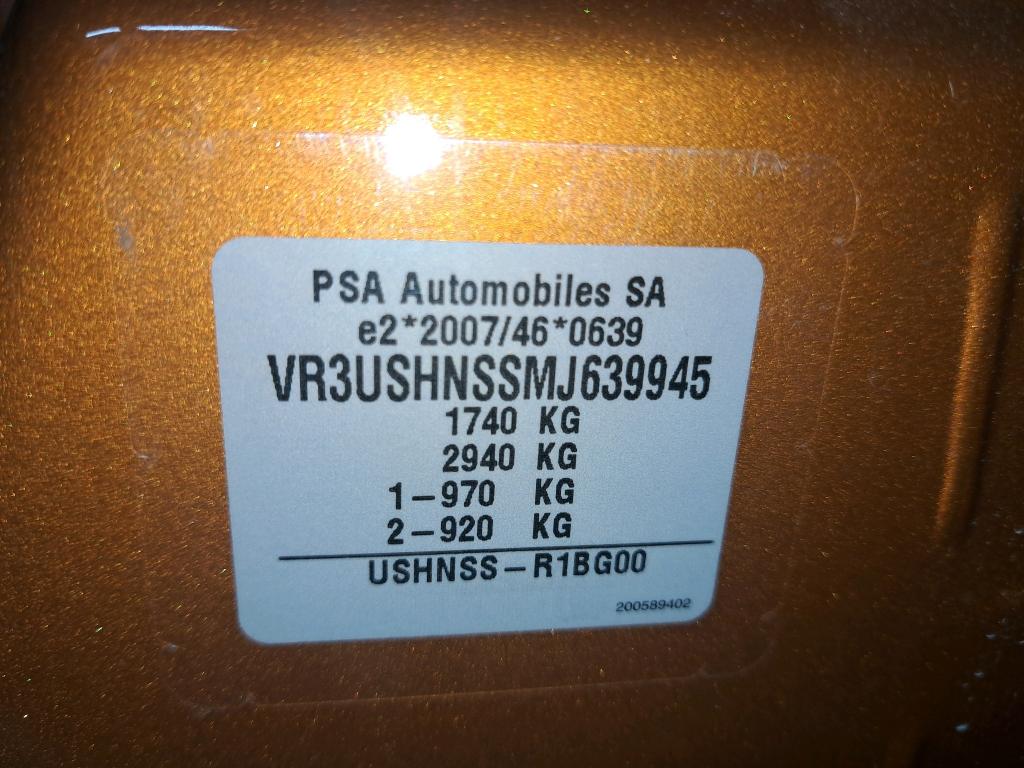 PSA Automobiles SA
e2*2007/46*0639
VR3USHNSSMJ639945
1740 KG
2940 KG
1-970 KG
2-920 KG
USHNSS-R1BG00
200589402